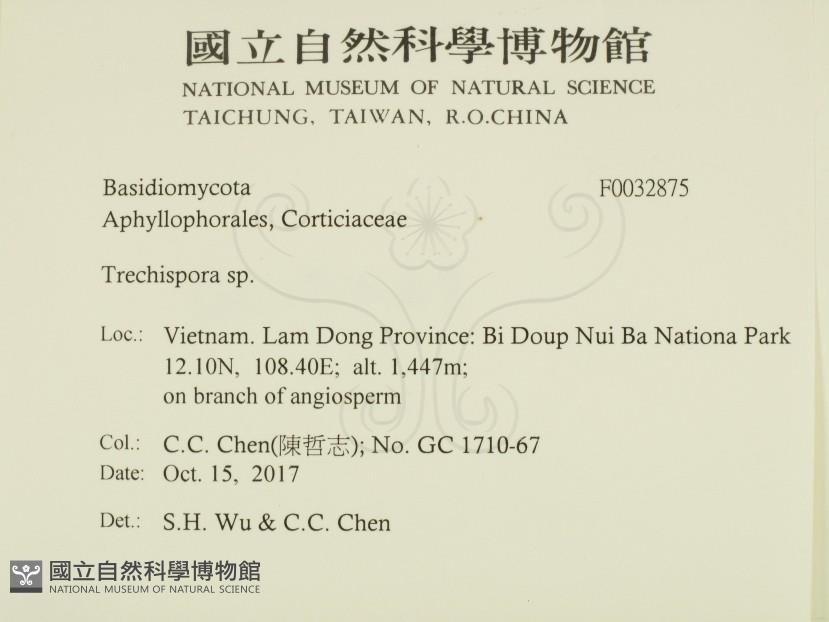 國立自然科學博物館
NATIONAL MUSEUM OF NATURAL SCIENCE
TAICHUNG, TAIWAN, R.O.CHINA
Basidiomycota F0032875
Aphyllophorales, Corticiaceae
Trechispora sp.
Loc.: Vietnam. Lam Dong Province: Bi Doup Nui Ba Nationa Park
12.10N, 108.40E; alt. 1,447m;
on branch of angiosperm
Col.: C.C. Chen(陳哲志); No. GC 1710-67
Date: Oct. 15, 2017
Det.: S.H. Wu & C.C. Chen
國立自然科學博物館
NATIONAL MUSEUM OF NATURAL SCIENCE